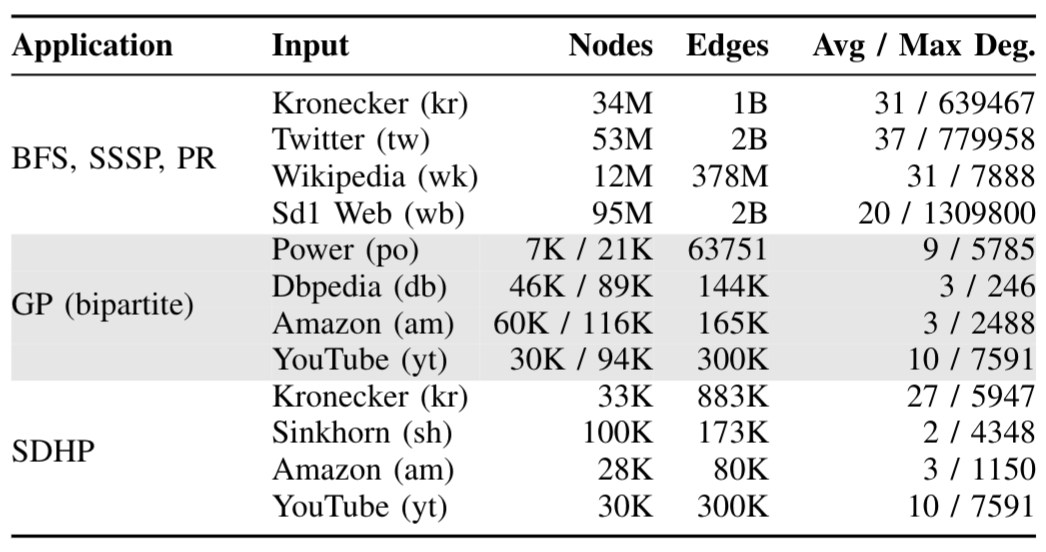 Application Input Nodes Edges Avg / Max Deg.
BFS, SSSP, PR
Kronecker (kr) 34M 1B 31 / 639467
Twitter (tw) 53M 2B 37 / 779958
Wikipedia (wk) 12M 378M 31 / 7888
Sd1 Web (wb) 95M 2B 20 / 1309800
GP (bipartite)
Power (po) 7K / 21K 63751 9 / 5785
Dbpedia (db) 46K / 89K 144K 3 / 246
Amazon (am) 60K / 116K 165K 3 / 2488
YouTube (yt) 30K / 94K 300K 10 / 7591
SDHP
Kronecker (kr) 33K 883K 27 / 5947
Sinkhorn (sh) 100K 173K 2 / 4348
Amazon (am) 28K 80K 3 / 1150
YouTube (yt) 30K 300K 10 / 7591